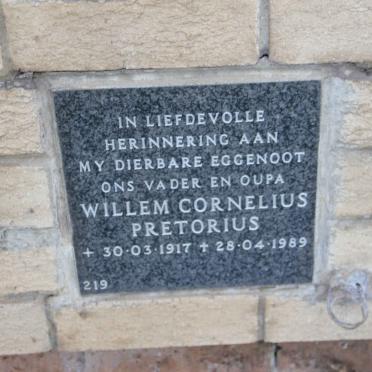 IN LIEFDEVOLLE
HERINNERING AAN
MY DIERBARE EGGENOOT
ONS VADER EN OUPA
WILLEM CORNELIUS
PRETORIUS
+ 30·03·1917 ✝ 28·04·1989
219